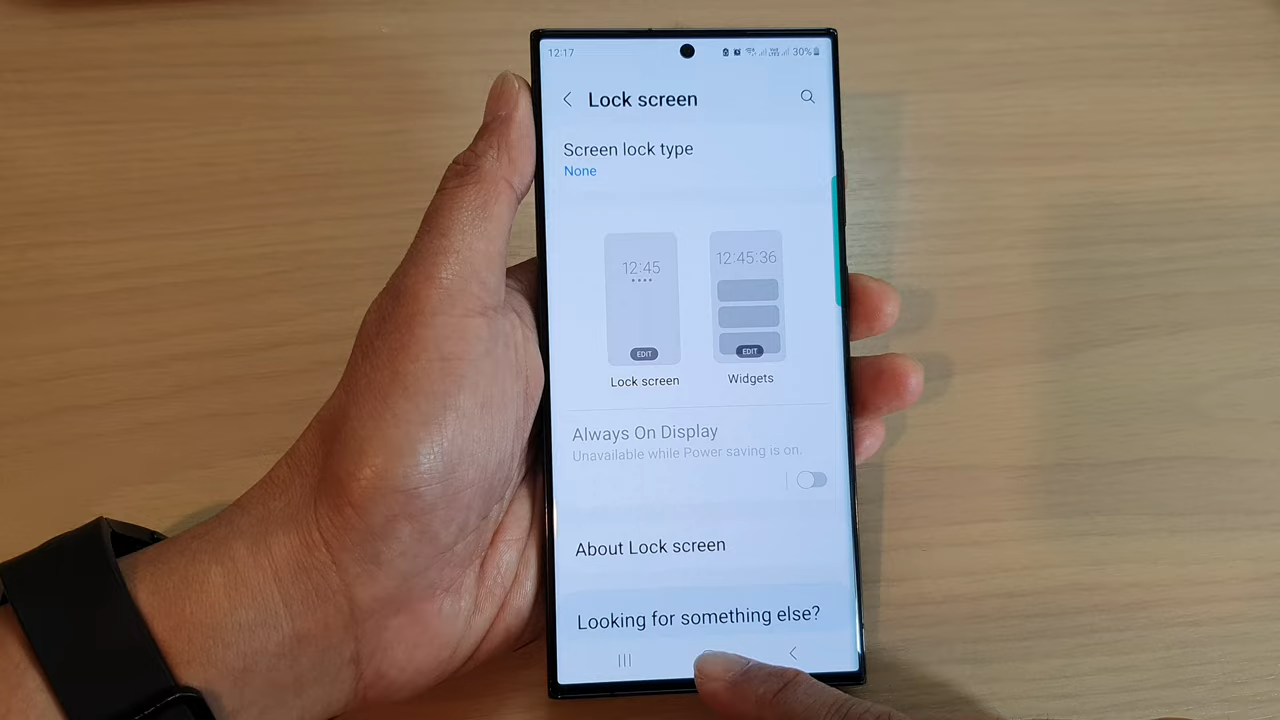 12:17
30%
Lock screen
Screen lock type
None
12:45
12:45:36
EDIT
EDIT
Lock screen
Widgets
Always On Display
Unavailable while Power saving is on.
About Lock screen
Looking for something else?